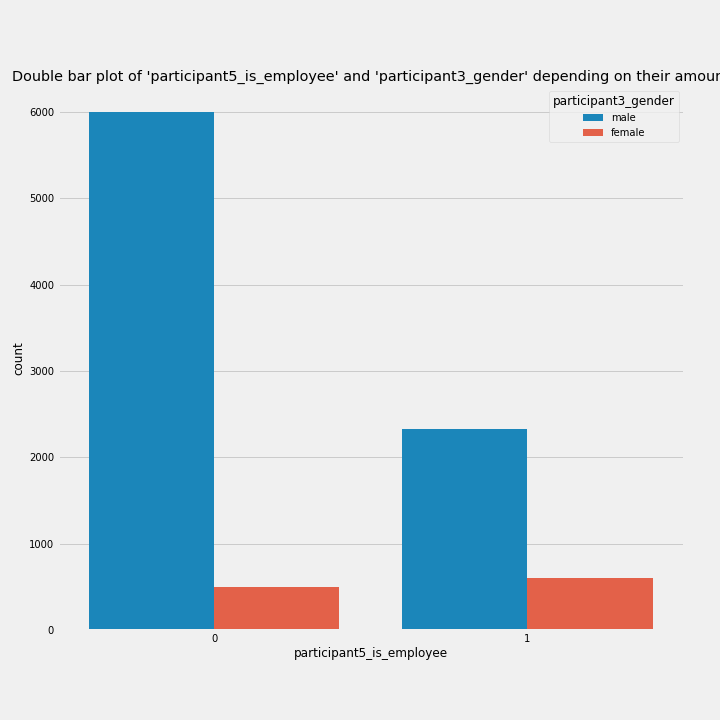 Double bar plot of 'participant5_is_employee' and 'participant3_gender' depending on their
participant3_gender
male
female
6000
5000
4000
3000
2000
1000
0
count
0 1
participant5_is_employee